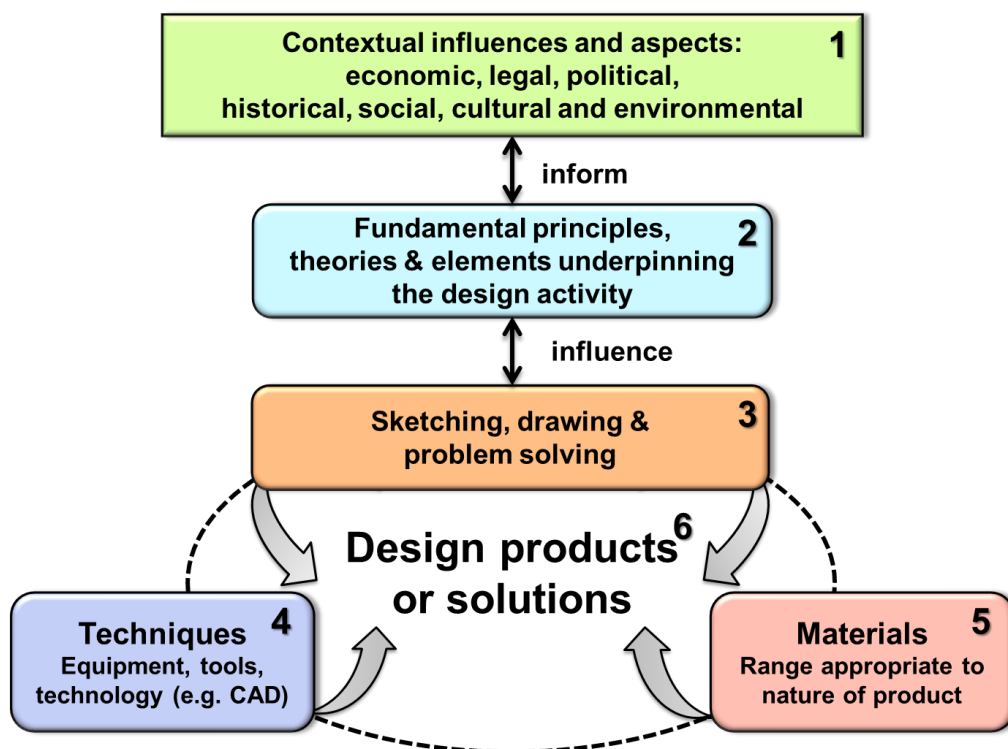 Contextual influences and aspects: 1
economic, legal, political,
historical, social, cultural and environmental
inform
Fundamental principles, 2
theories & elements underpinning
the design activity
influence
Sketching, drawing & 3
problem solving
Design products 6
or solutions
Techniques 4
Equipment, tools,
technology (e.g. CAD)
Materials 5
Range appropriate to
nature of product